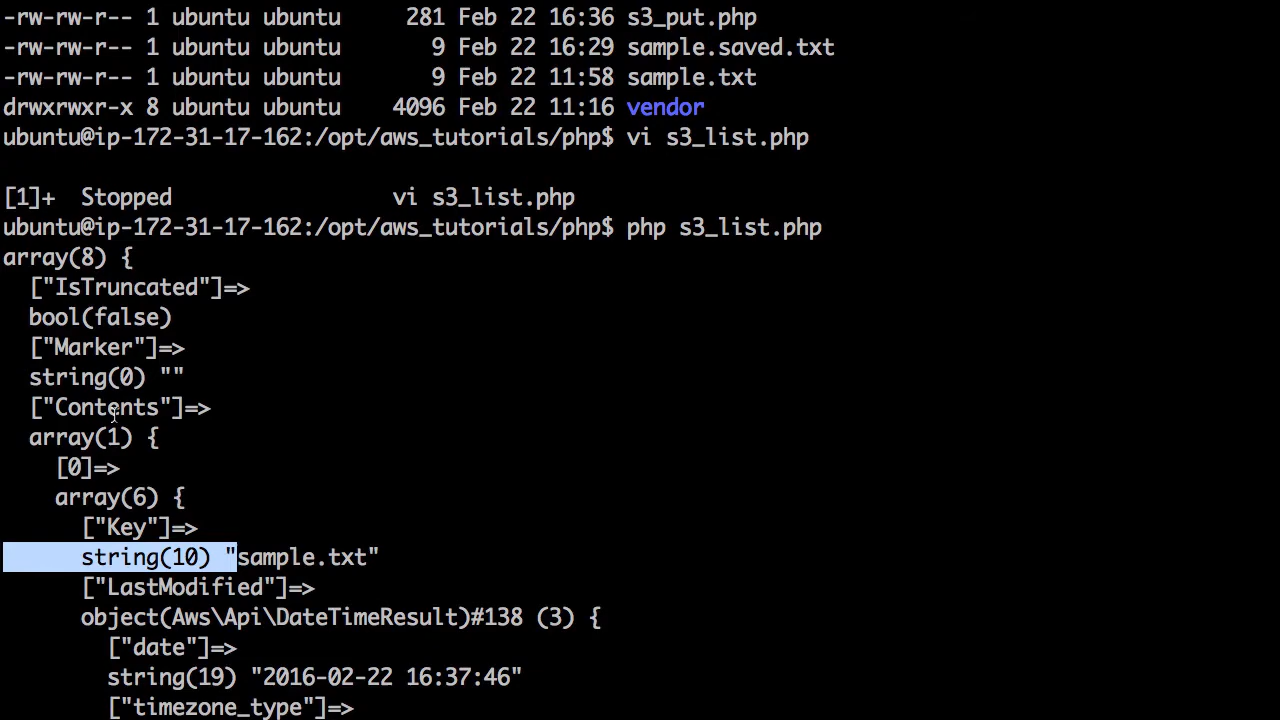 -rw-rw-r-- 1 ubuntu ubuntu     281 Feb 22 16:36 s3_put.php
-rw-rw-r-- 1 ubuntu ubuntu       9 Feb 22 16:29 sample.saved.txt
-rw-rw-r-- 1 ubuntu ubuntu       9 Feb 22 11:58 sample.txt
drwxrwxr-x 8 ubuntu ubuntu    4096 Feb 22 11:16 vendor
ubuntu@ip-172-31-17-162:/opt/aws_tutorials/php$ vi s3_list.php
[1]+  Stopped                 vi s3_list.php
ubuntu@ip-172-31-17-162:/opt/aws_tutorials/php$ php s3_list.php
array(8) {
  ["IsTruncated"]=>
  bool(false)
  ["Marker"]=>
  string(0) ""
  ["Contents"]=>
  array(1) {
    [0]=>
    array(6) {
      ["Key"]=>
      string(10) "sample.txt"
      ["LastModified"]=>
      object(Aws\Api\DateTimeResult)#138 (3) {
        ["date"]=>
        string(19) "2016-02-22 16:37:46"
        ["timezone_type"]=>